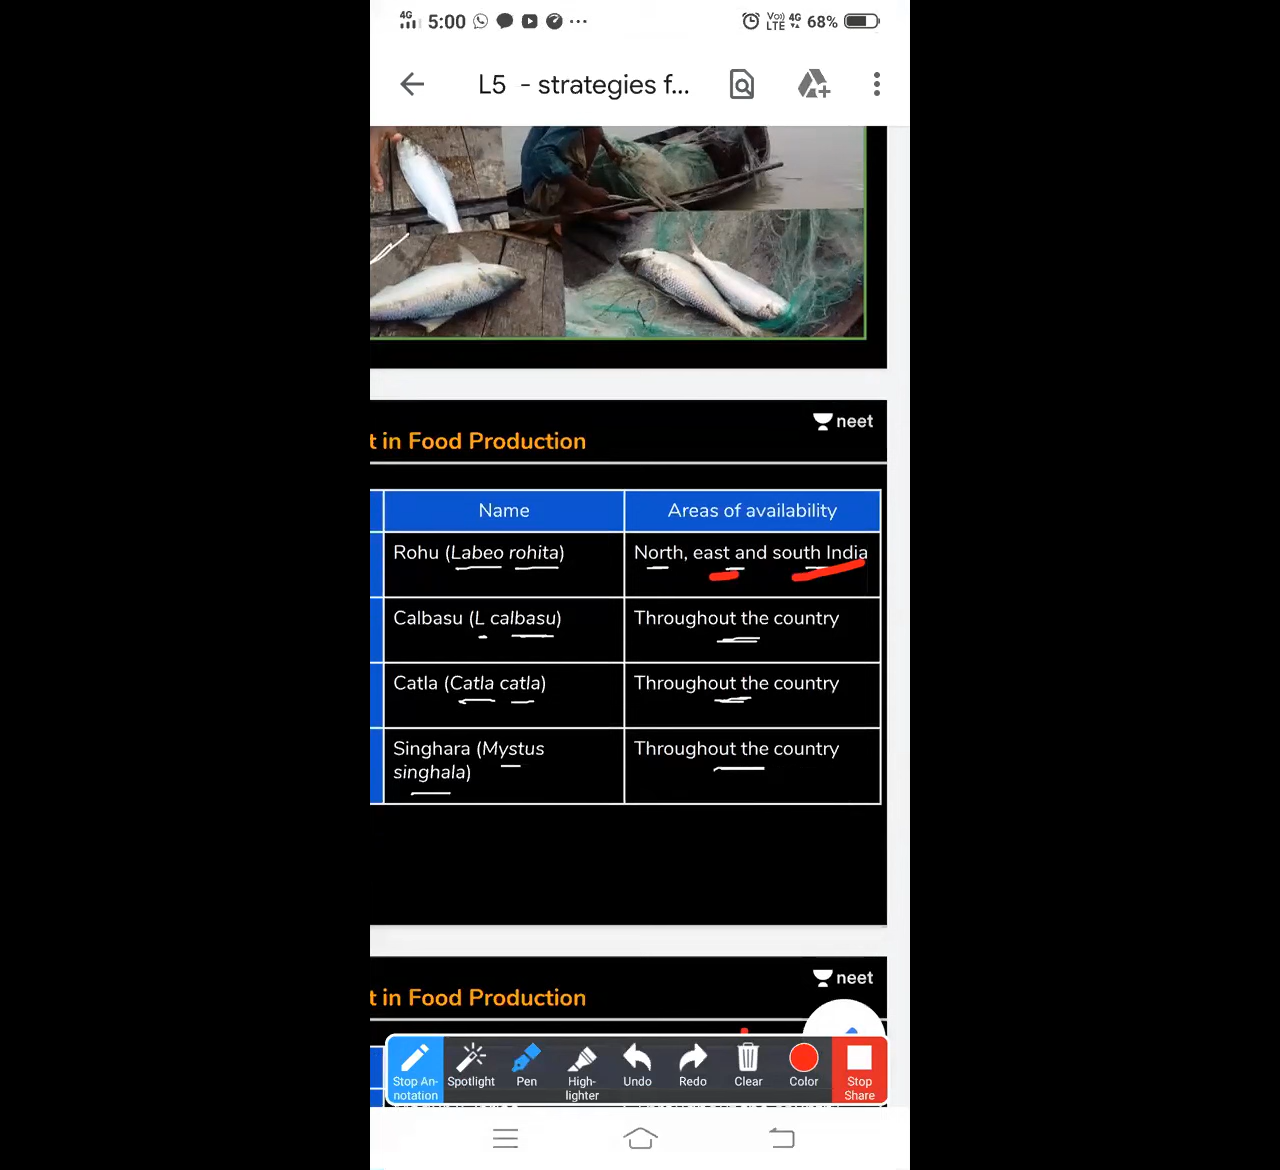 4G 5:00 ... Vo)) LTE 4G 68%
L5 - strategies f...
neet
t in Food Production
Name Areas of availability
Rohu (Labeo rohita) North, east and south India
Calbasu (L calbasu) Throughout the country
Catla (Catla catla) Throughout the country
Singhara (Mystus Throughout the country
singhala)
neet
t in Food Production
Stop An- Spotlight Pen High- Undo Redo Clear Color Stop
notation lighter Share